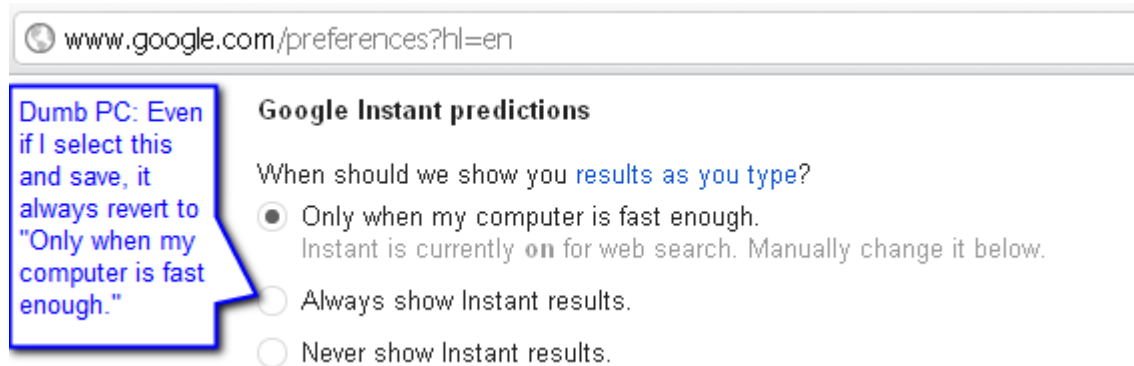 www.google.com/preferences?hl=en
Dumb PC: Even
if I select this
and save, it
always revert to
"Only when my
computer is fast
enough."
Google Instant predictions
When should we show you results as you type?
Only when my computer is fast enough.
Instant is currently on for web search. Manually change it below.
Always show Instant results.
Never show Instant results.